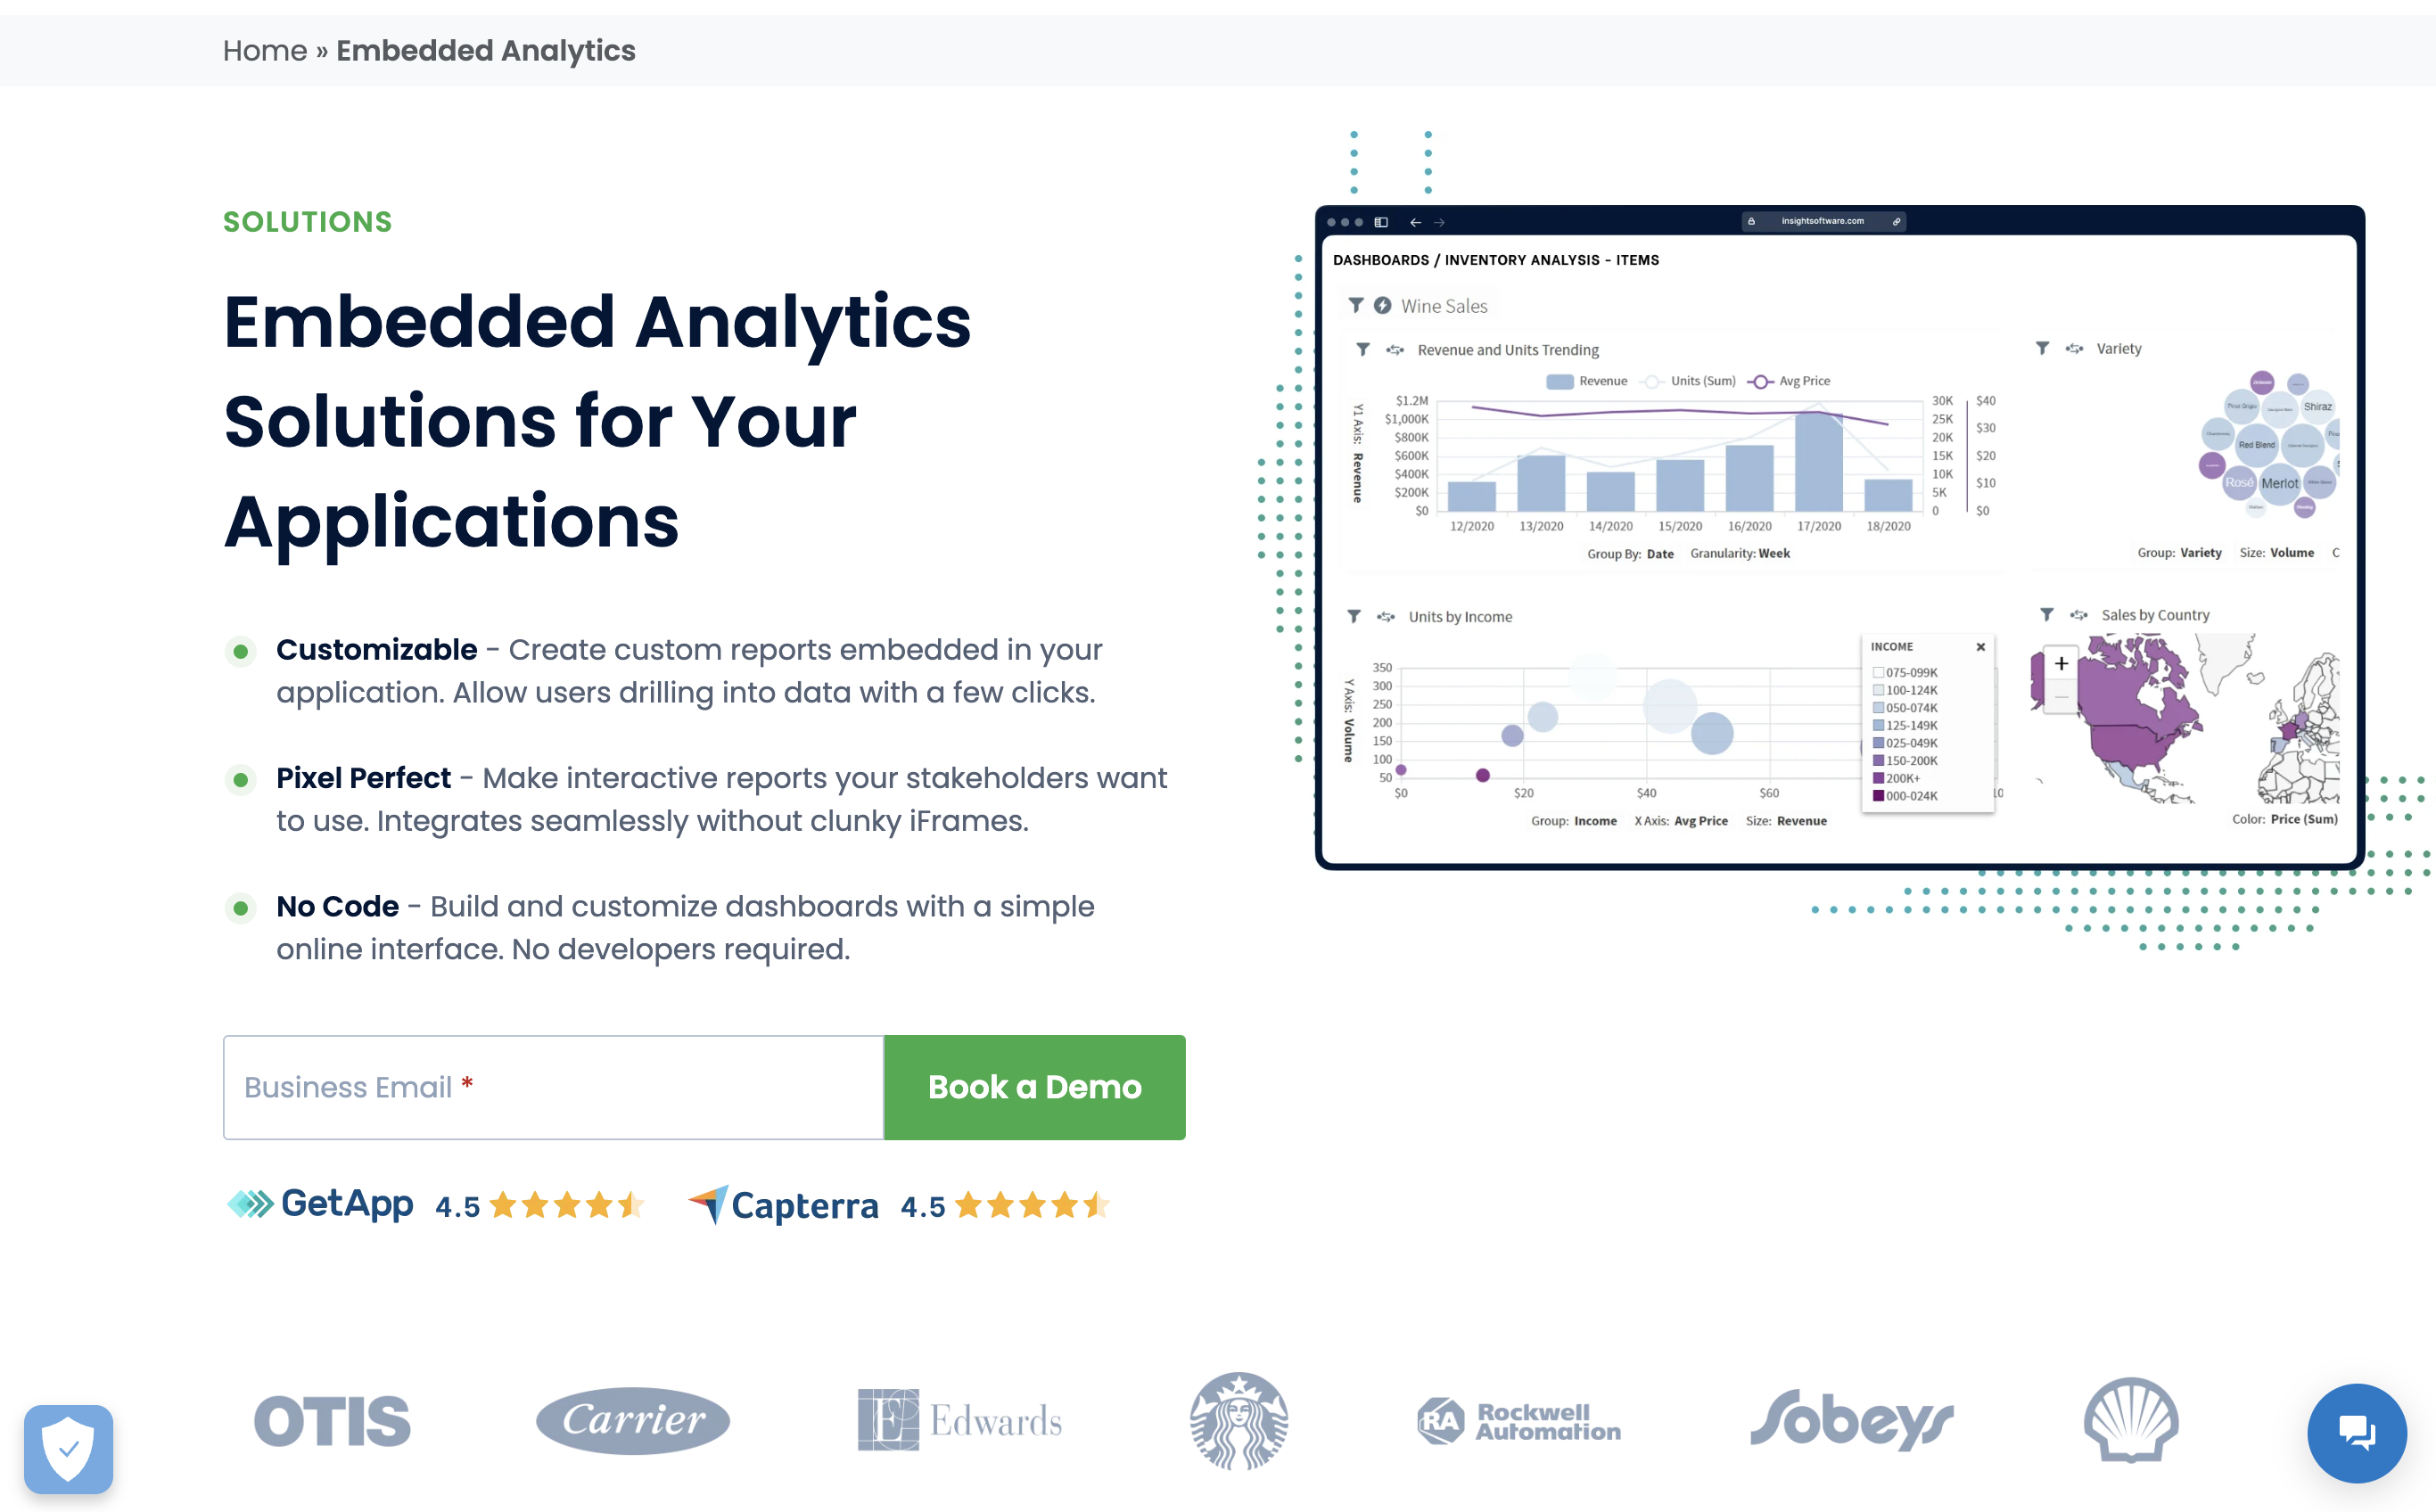 Home » Embedded Analytics
SOLUTIONS
Embedded Analytics
Solutions for Your
Applications
Customizable - Create custom reports embedded in your
application. Allow users drilling into data with a few clicks.
Pixel Perfect - Make interactive reports your stakeholders want
to use. Integrates seamlessly without clunky iFrames.
No Code - Build and customize dashboards with a simple
online interface. No developers required.
Business Email *
Book a Demo
GetApp 4.5
Capterra 4.5
insightsoftware.com
DASHBOARDS / INVENTORY ANALYSIS - ITEMS
Wine Sales
Revenue and Units Trending
Revenue Units (Sum) Avg Price
Y1 Axis: Revenue
$1.2M
$1,000K
$800K
$600K
$400K
$200K
$0
30K
25K
20K
15K
10K
5K
0
$40
$30
$20
$10
$0
12/2020 13/2020 14/2020 15/2020 16/2020 17/2020 18/2020
Group By: Date Granularity: Week
Variety
Shiraz
Pinot Grigio
Red Blend
Rosé
Merlot
Group: Variety Size: Volume C
Units by Income
Y Axis: Volume
350
300
250
200
150
100
50
$0 $20 $40 $60
Group: Income X Axis: Avg Price Size: Revenue
INCOME
075-099K
100-124K
050-074K
125-149K
025-049K
150-200K
200K+
000-024K
Sales by Country
+
Color: Price (Sum)
OTIS
Carrier
E Edwards
RA Rockwell
Automation
Sobeys